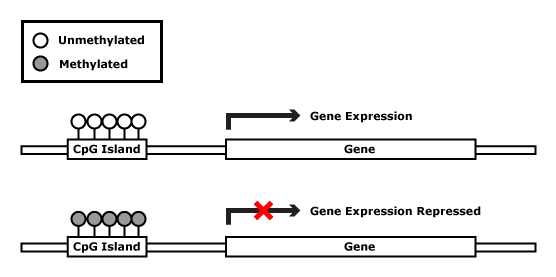 Unmethylated
Methylated
Gene Expression
CpG Island
Gene
Gene Expression Repressed
CpG Island
Gene